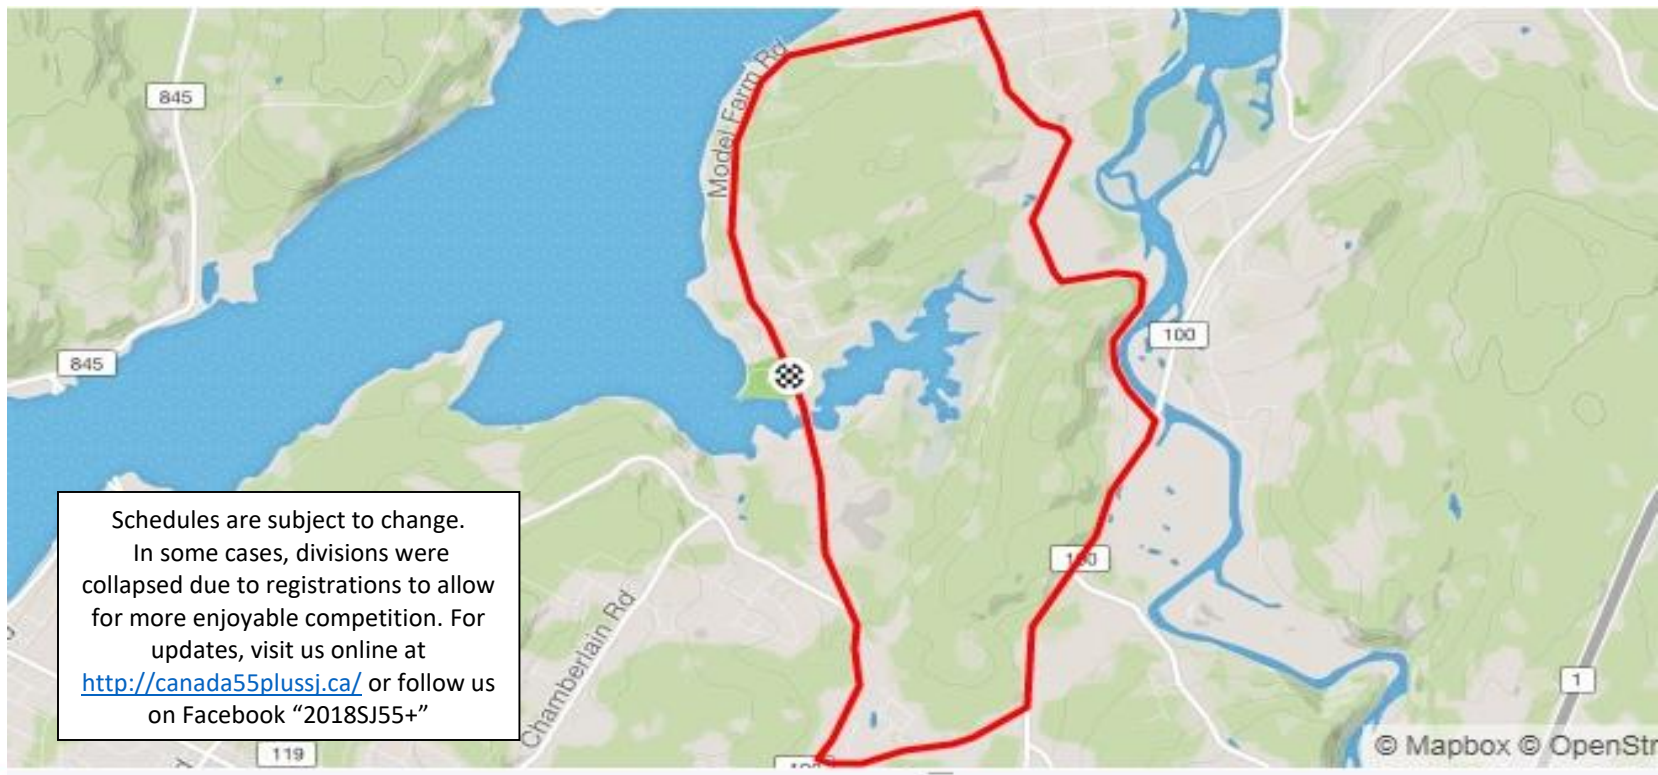 845
Model Farm Rd
100
845
Schedules are subject to change.
In some cases, divisions were
collapsed due to registrations to allow
for more enjoyable competition. For
updates, visit us online at
http://canada55plussj.ca/ or follow us
on Facebook “2018SJ55+”
100
Chamberlain Rd
1
119
© Mapbox © OpenStr